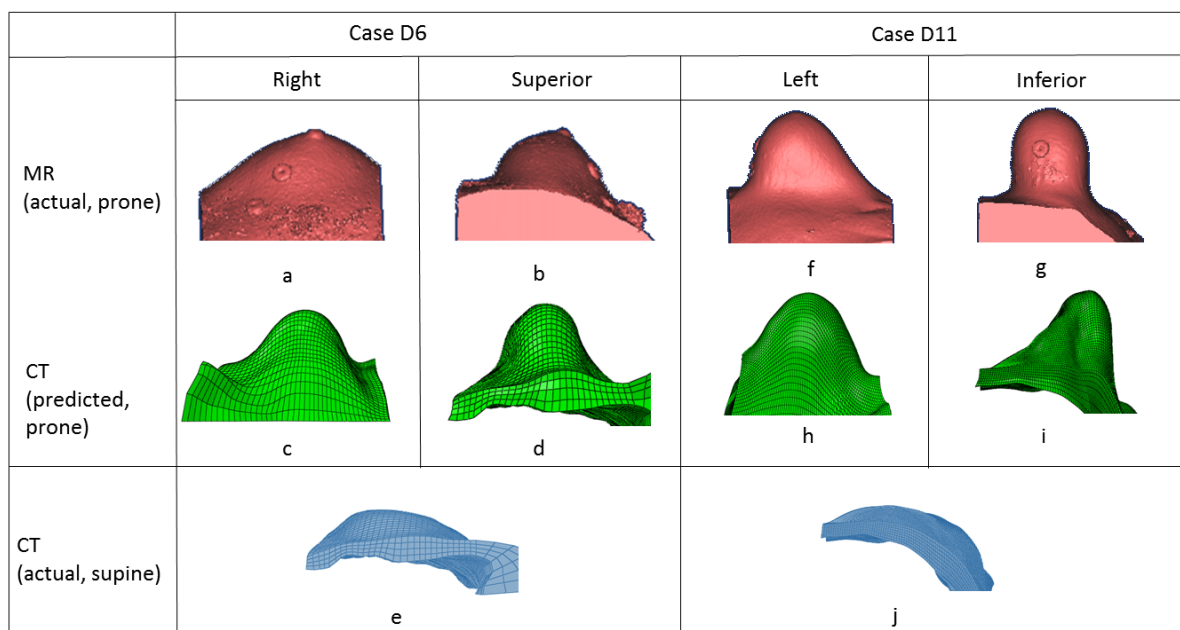 Case D6
Case D11
Right
Superior
Left
Inferior
MR
(actual, prone)
a
b
f
g
CT
(predicted,
prone)
c
d
h
i
CT
(actual, supine)
e
j